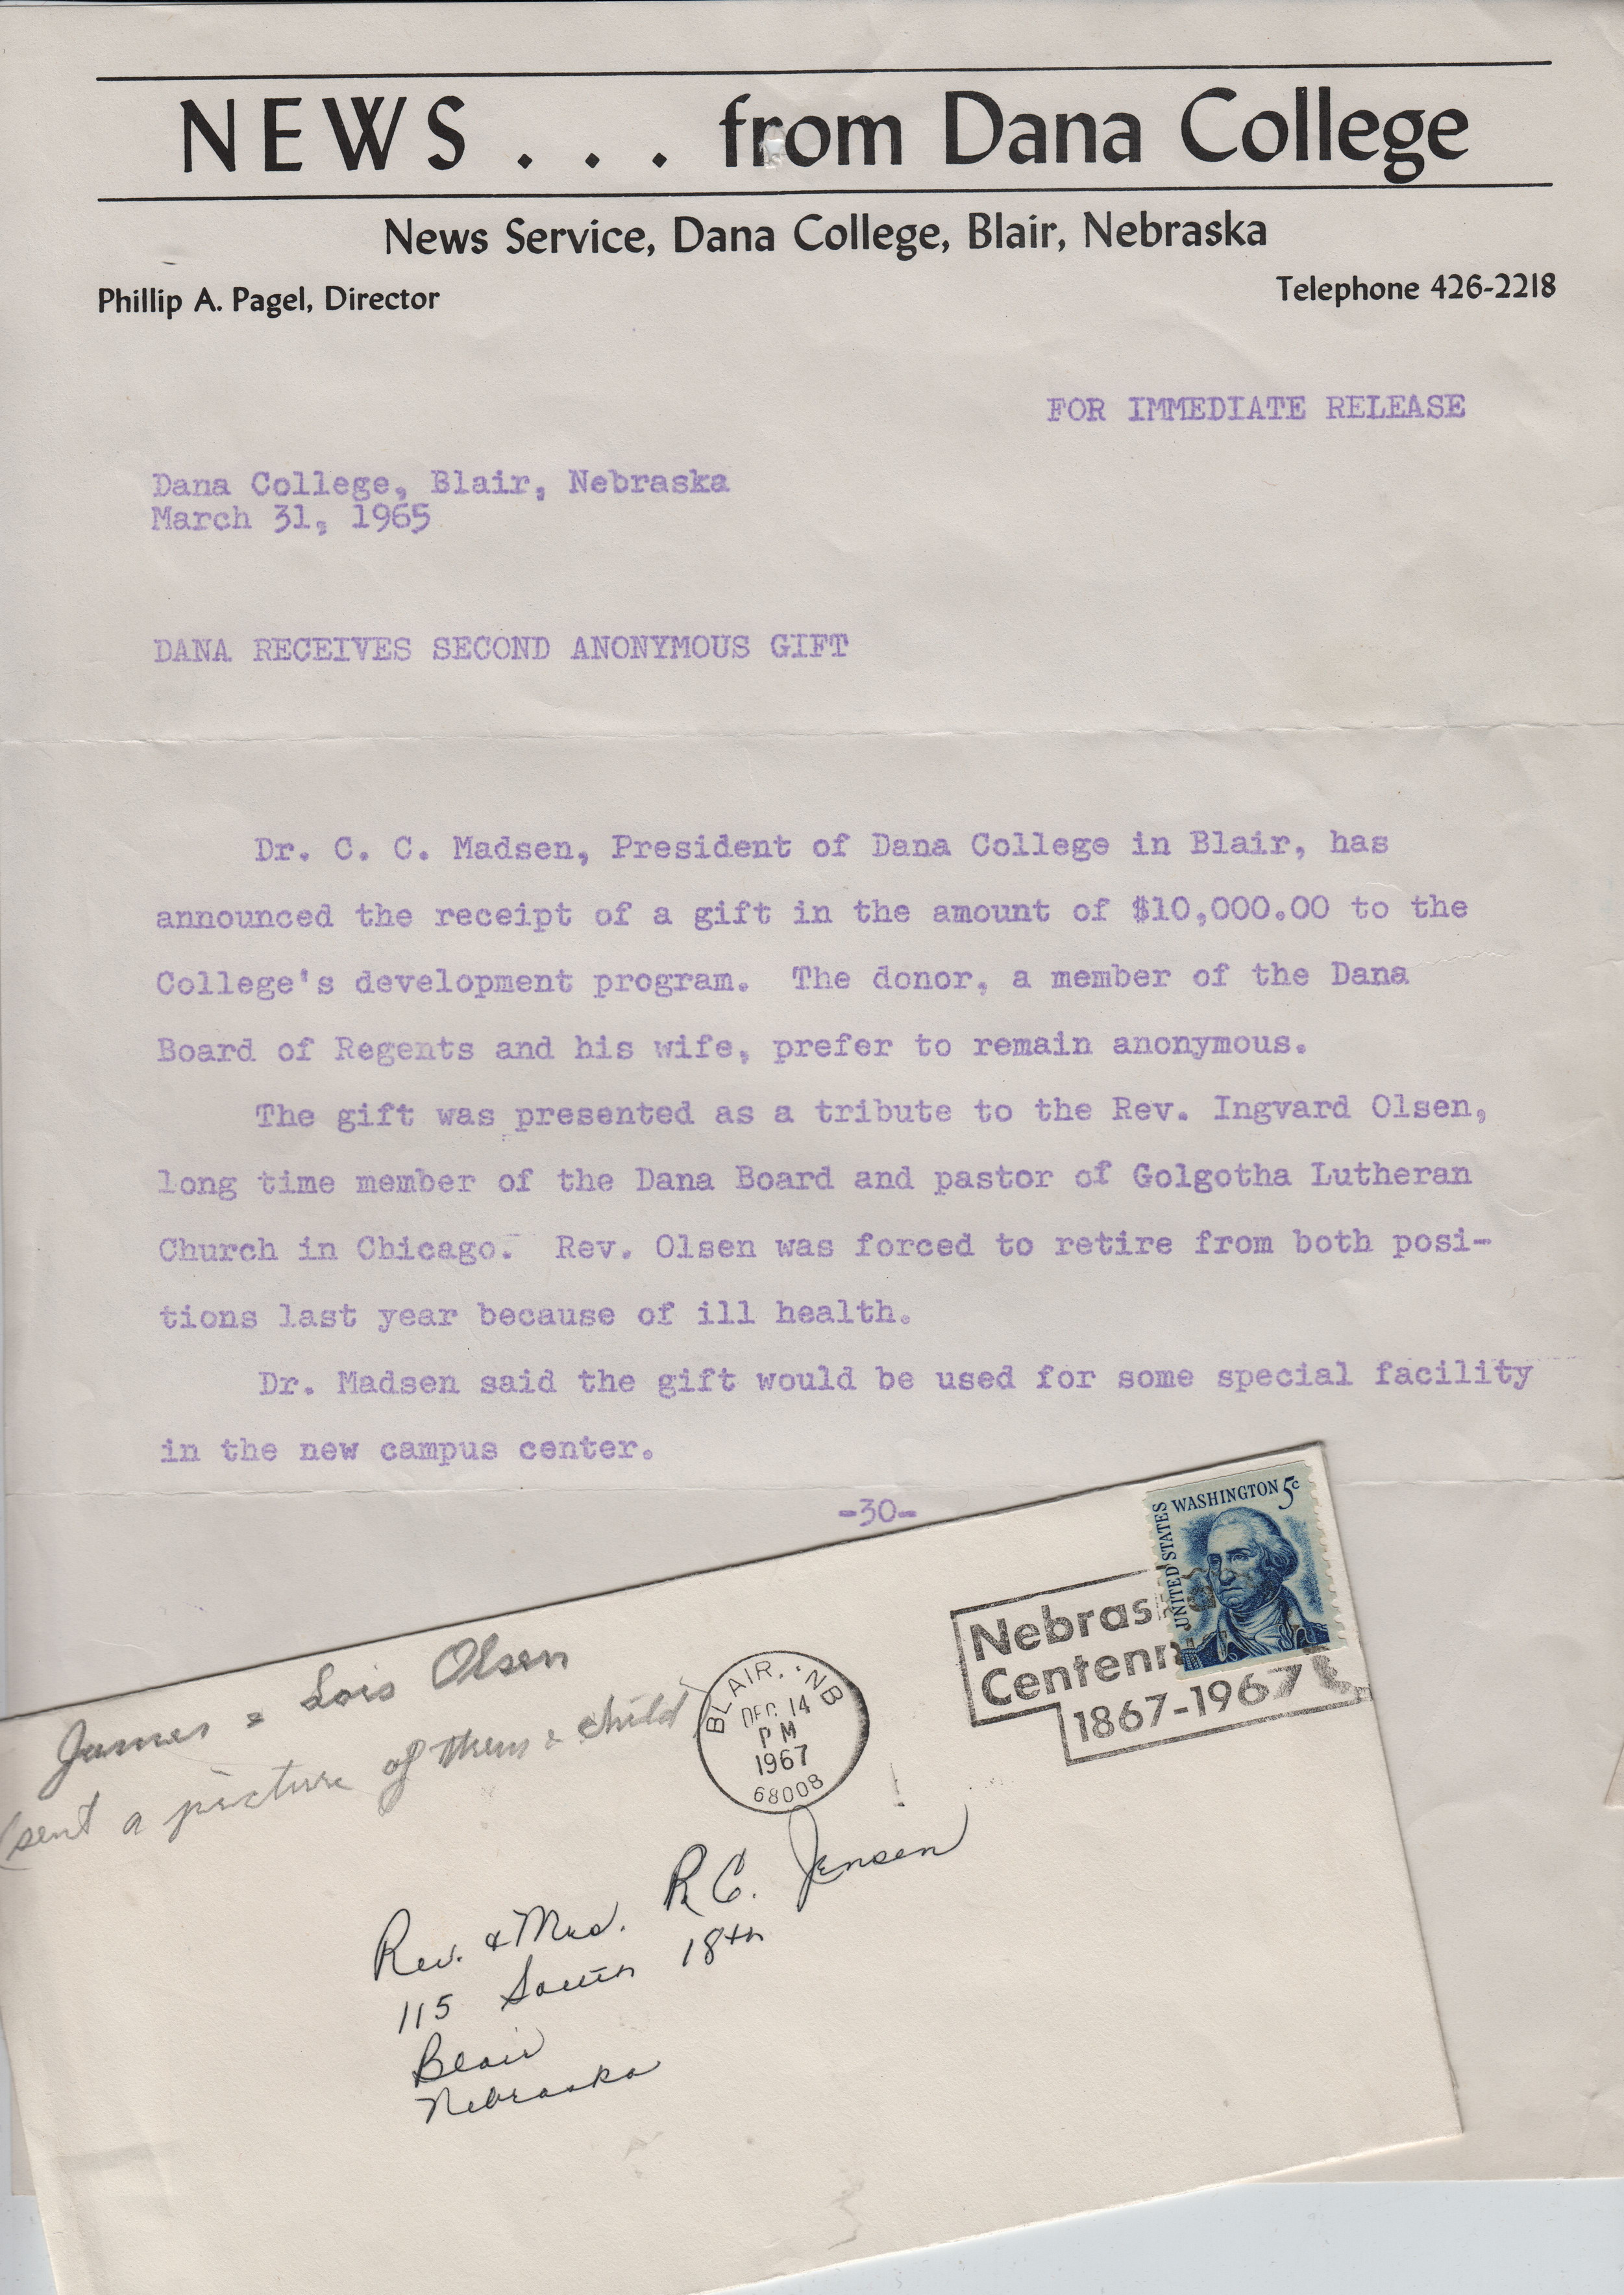 NEWS . . . from Dana College
News Service, Dana College, Blair, Nebraska
Phillip A. Pagel, Director
Telephone 426-2218
FOR IMMEDIATE RELEASE
Dana College, Blair, Nebraska
March 31, 1965
DANA RECEIVES SECOND ANONYMOUS GIFT
Dr. C. C. Madsen, President of Dana College in Blair, has
announced the receipt of a gift in the amount of $10,000.00 to the
College's development program. The donor, a member of the Dana
Board of Regents and his wife, prefer to remain anonymous.
The gift was presented as a tribute to the Rev. Ingvard Olsen,
long time member of the Dana Board and pastor of Golgotha Lutheran
Church in Chicago. Rev. Olsen was forced to retire from both posi-
tions last year because of ill health.
Dr. Madsen said the gift would be used for some special facility
in the new campus center.
-30-
UNITED STATES WASHINGTON 5c
Nebraska
Centenn
1867-1967
BLAIR, NB
DEC 14
PM
1967
68008
James & Lois Olsen
(sent a picture of them & child)
Rev. & Mrs. R.C. Jensen
115 South 18th
Blair
Nebraska